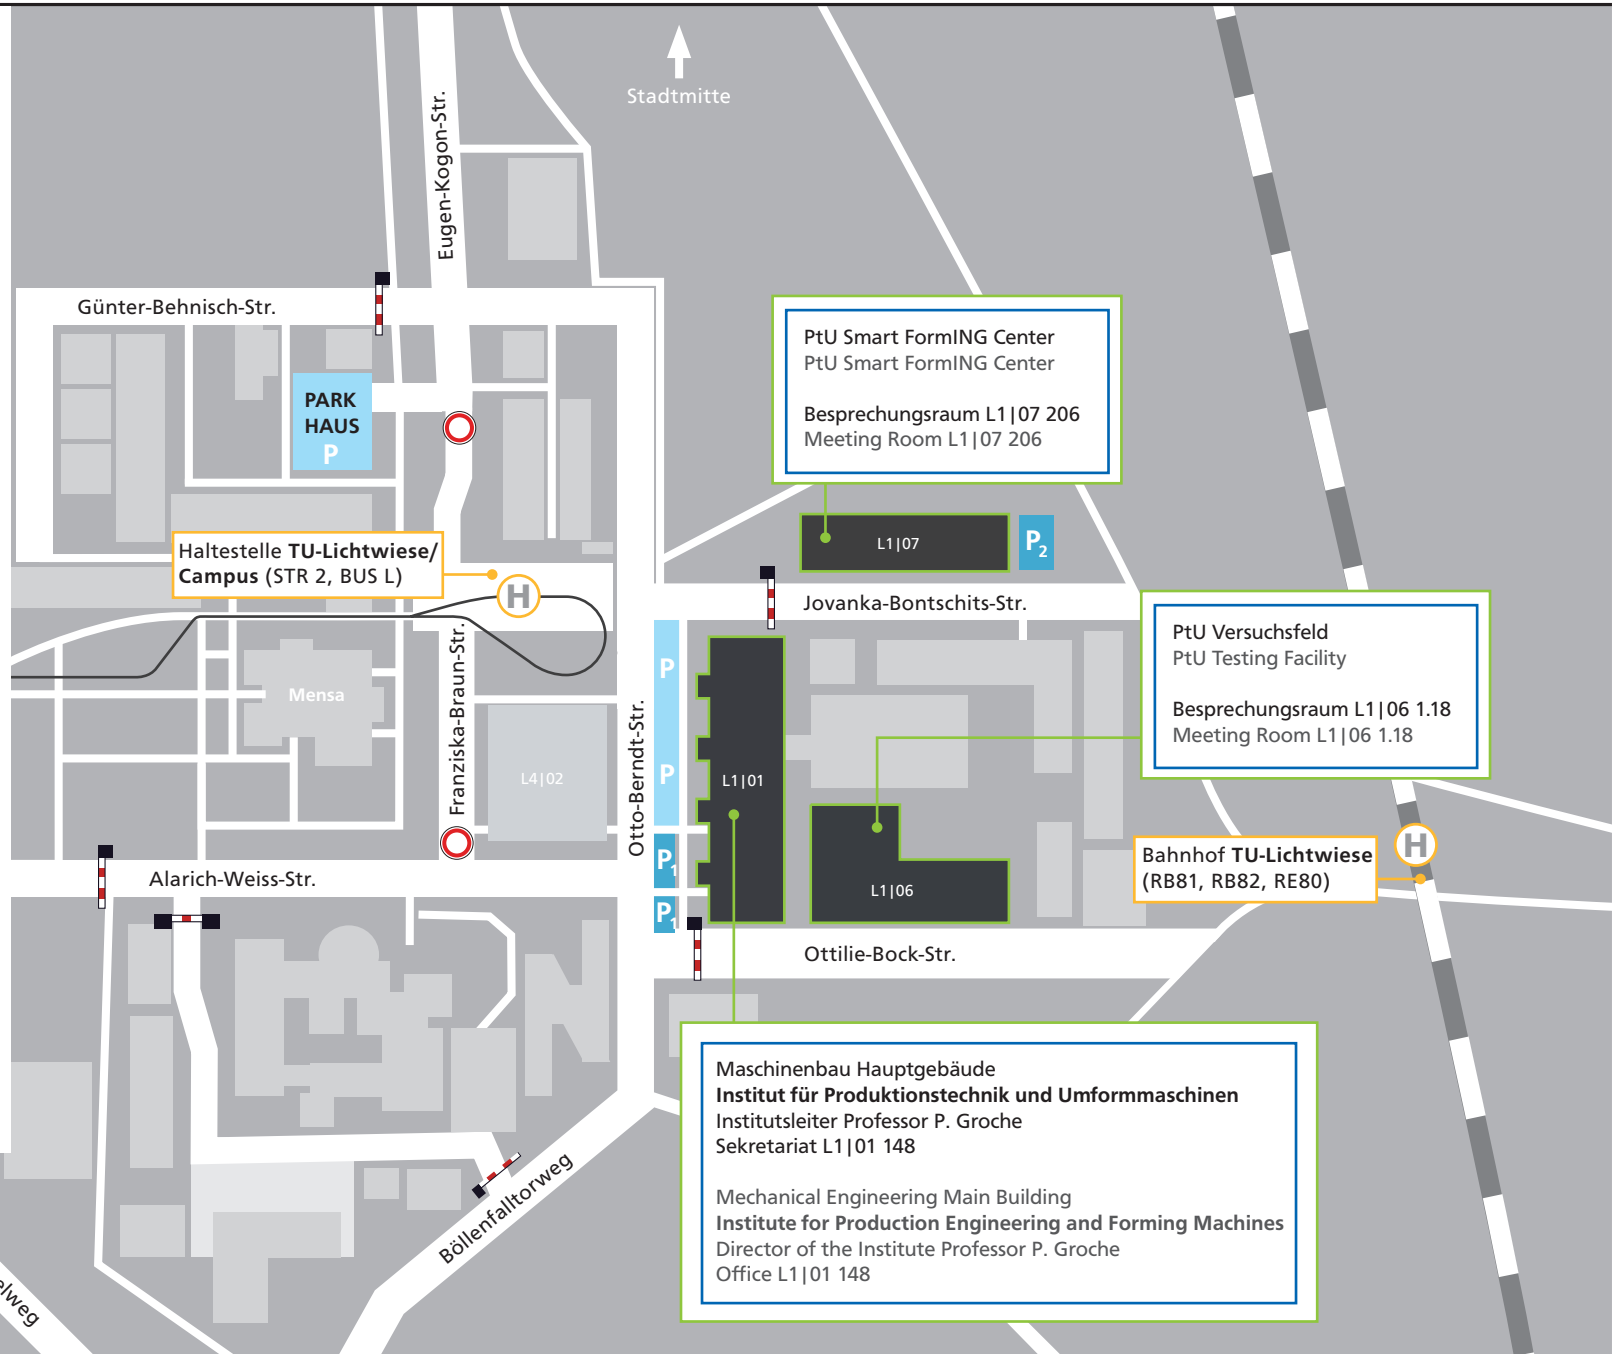 Stadtmitte
Eugen-Kogon-Str.
Günter-Behnisch-Str.
PARK
HAUS
P
PtU Smart FormING Center
PtU Smart FormING Center
Besprechungsraum L1|07 206
Meeting Room L1|07 206
L1|07
P2
Haltestelle TU-Lichtwiese/
Campus (STR 2, BUS L)
H
Jovanka-Bontschits-Str.
PtU Versuchsfeld
PtU Testing Facility
Besprechungsraum L1|06 1.18
Meeting Room L1|06 1.18
Mensa
Franziska-Braun-Str.
L4|02
Otto-Berndt-Str.
P
P
P1
P1
L1|01
L1|06
Bahnhof TU-Lichtwiese
(RB81, RB82, RE80)
H
Alarich-Weiss-Str.
Ottilie-Bock-Str.
Maschinenbau Hauptgebäude
Institut für Produktionstechnik und Umformmaschinen
Institutsleiter Professor P. Groche
Sekretariat L1|01 148
Mechanical Engineering Main Building
Institute for Production Engineering and Forming Machines
Director of the Institute Professor P. Groche
Office L1|01 148
Böllenfalltorweg
elweg